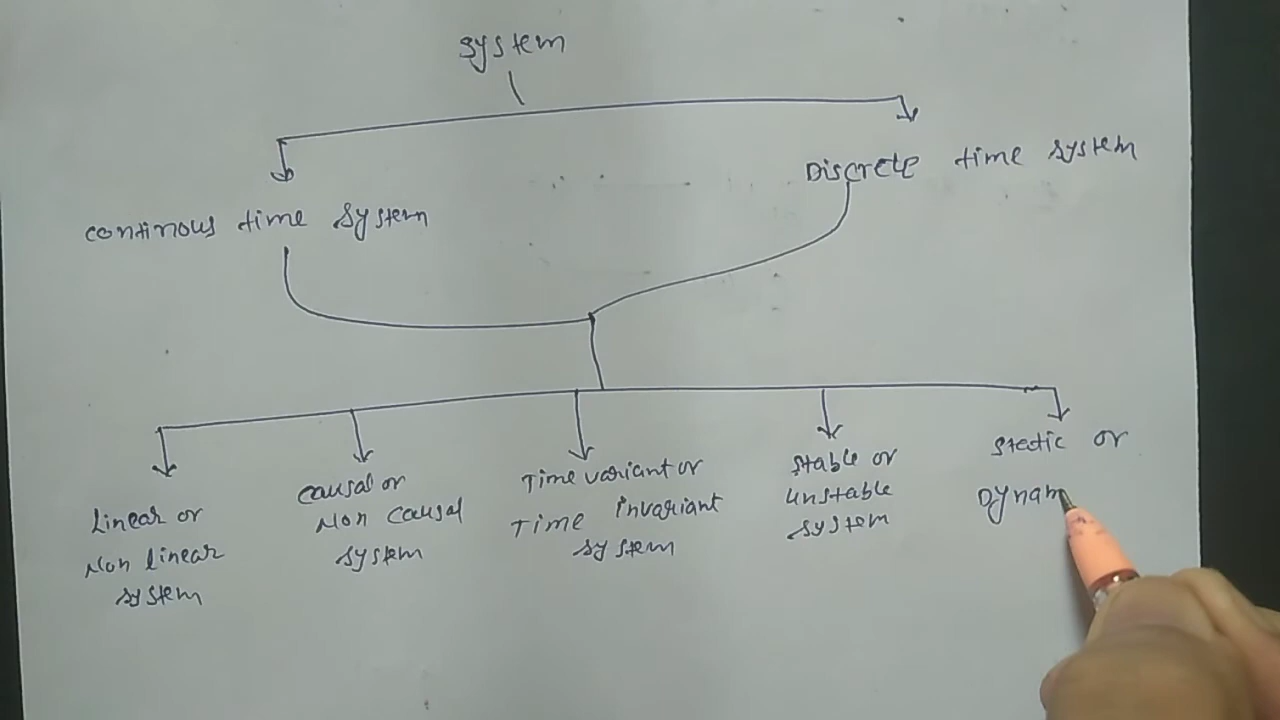 System
Discrete time system
continous time System
Linear or
Non linear
system
causal or
Non causal
system
Time variant or
Time invariant
system
stable or
unstable
system
static or
Dynam